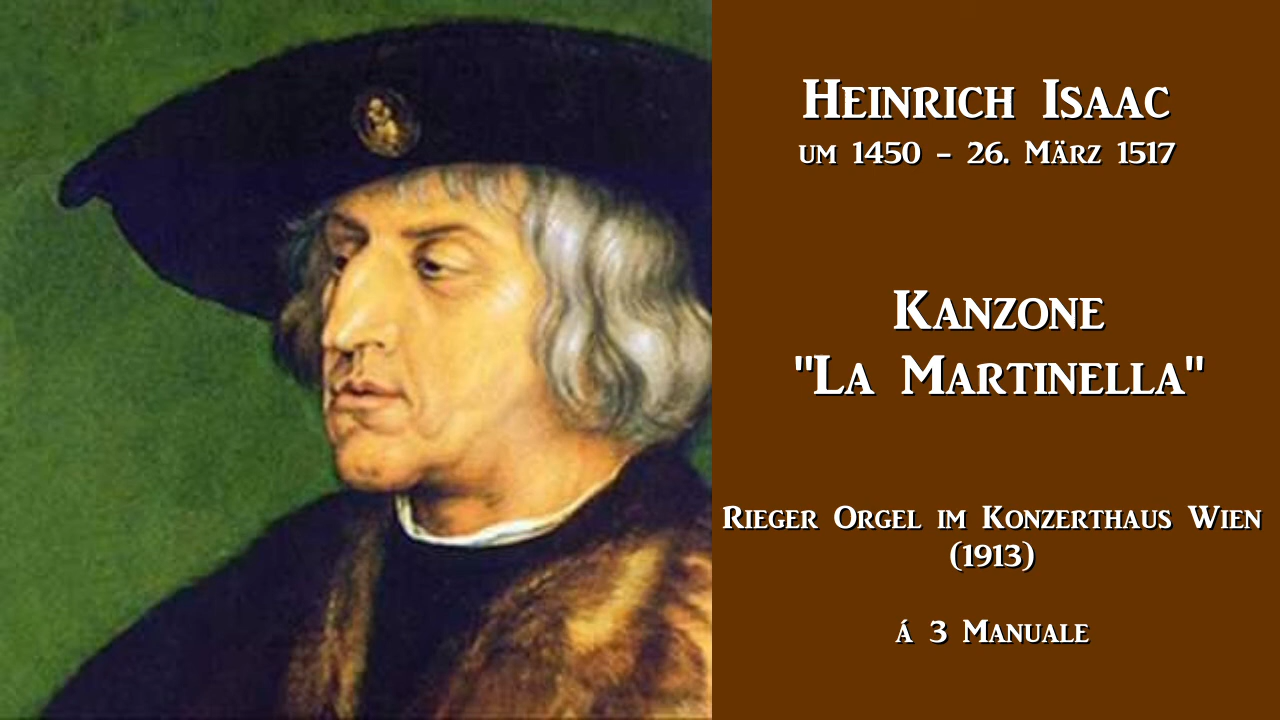 Heinrich Isaac
um 1450 – 26. März 1517
Kanzone
"La Martinella"
Rieger Orgel im Konzerthaus Wien
(1913)
á 3 Manuale